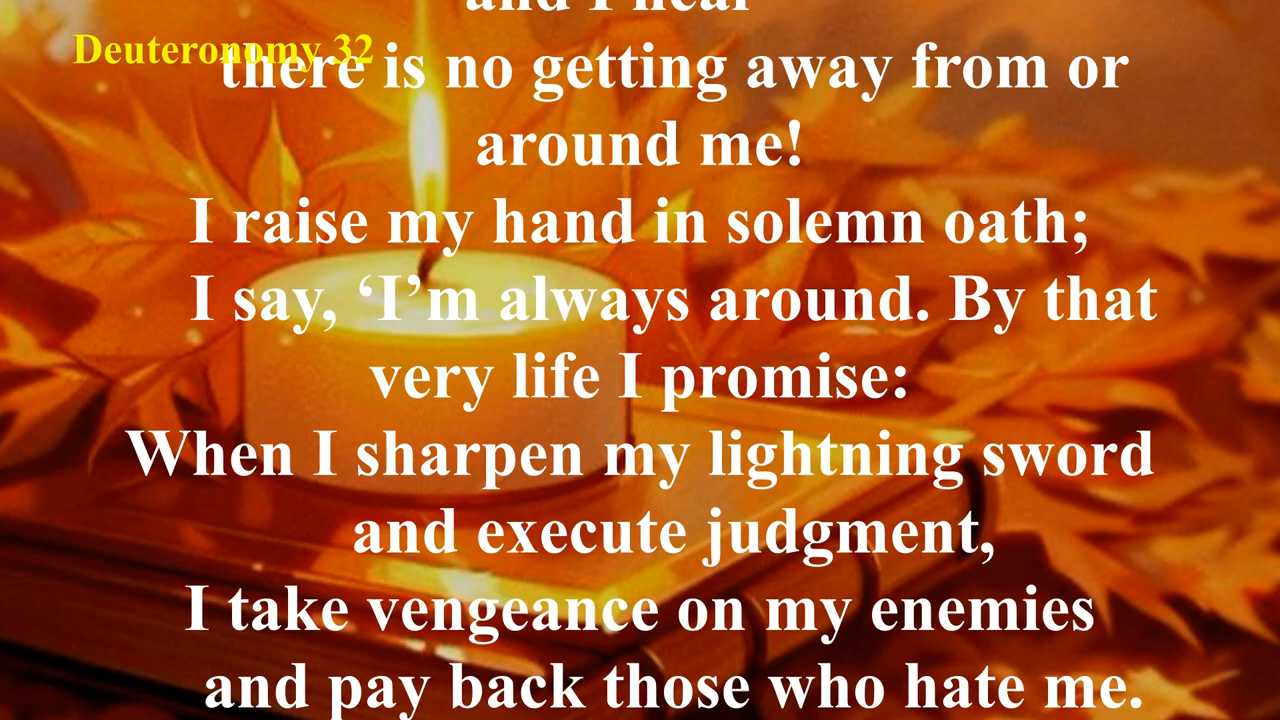 and I heal
Deuteronomy 32
there is no getting away from or
around me!
I raise my hand in solemn oath;
I say, ‘I’m always around. By that
very life I promise:
When I sharpen my lightning sword
and execute judgment,
I take vengeance on my enemies
and pay back those who hate me.